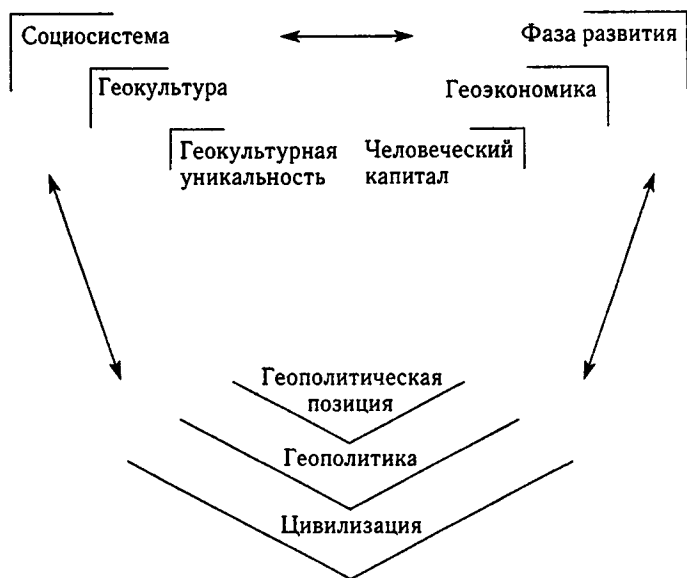 Социосистема
Фаза развития
Геокультура
Геоэкономика
Геокультурная
уникальность
Человеческий
капитал
Геополитическая
позиция
Геополитика
Цивилизация